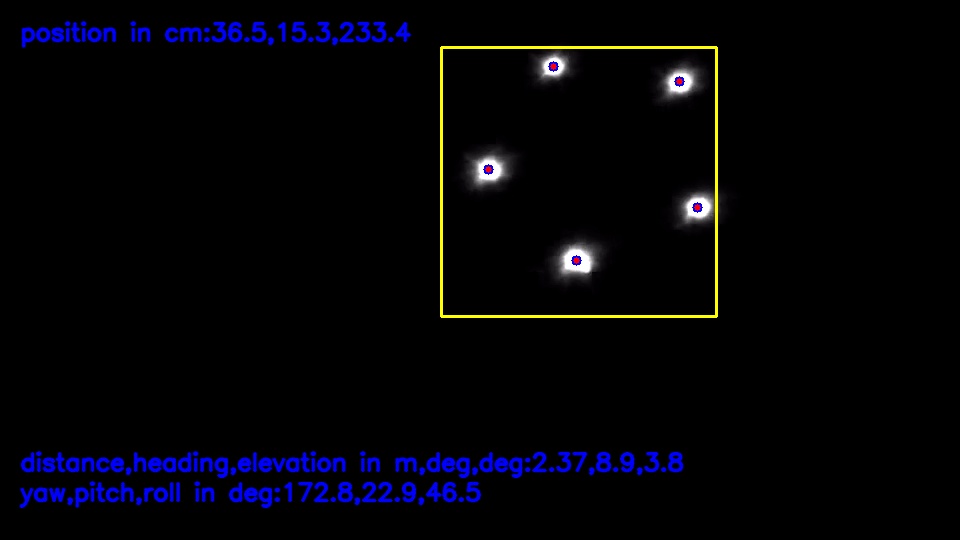 position in cm:36.5,15.3,233.4
distance,heading,elevation in m,deg,deg:2.37,8.9,3.8
yaw,pitch,roll in deg:172.8,22.9,46.5